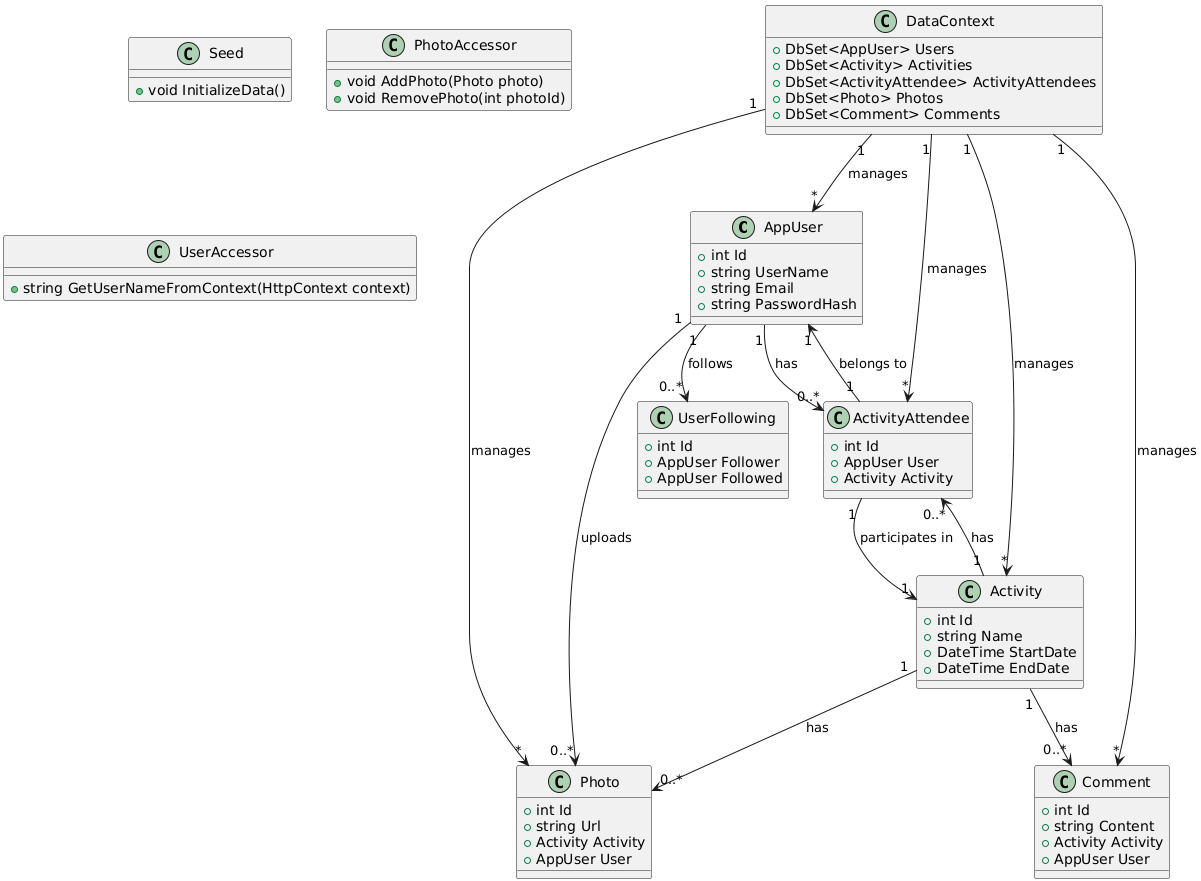 C Seed
void InitializeData()
C PhotoAccessor
void AddPhoto(Photo photo)
void RemovePhoto(int photoId)
C DataContext
DbSet<AppUser> Users
DbSet<Activity> Activities
DbSet<ActivityAttendee> ActivityAttendees
DbSet<Photo> Photos
DbSet<Comment> Comments
1
1
1
1
1
manages
*
C UserAccessor
string GetUserNameFromContext(HttpContext context)
C AppUser
int Id
string UserName
string Email
string PasswordHash
manages
1
1
1
1
follows
has
belongs to
manages
0..*
0..*
1
*
C UserFollowing
int Id
AppUser Follower
AppUser Followed
C ActivityAttendee
int Id
AppUser User
Activity Activity
manages
manages
1
0..*
uploads
participates in
has
1
*
1
C Activity
int Id
string Name
DateTime StartDate
DateTime EndDate
1
1
has
has
*
0..*
0..*
0..*
*
C Photo
int Id
string Url
Activity Activity
AppUser User
C Comment
int Id
string Content
Activity Activity
AppUser User